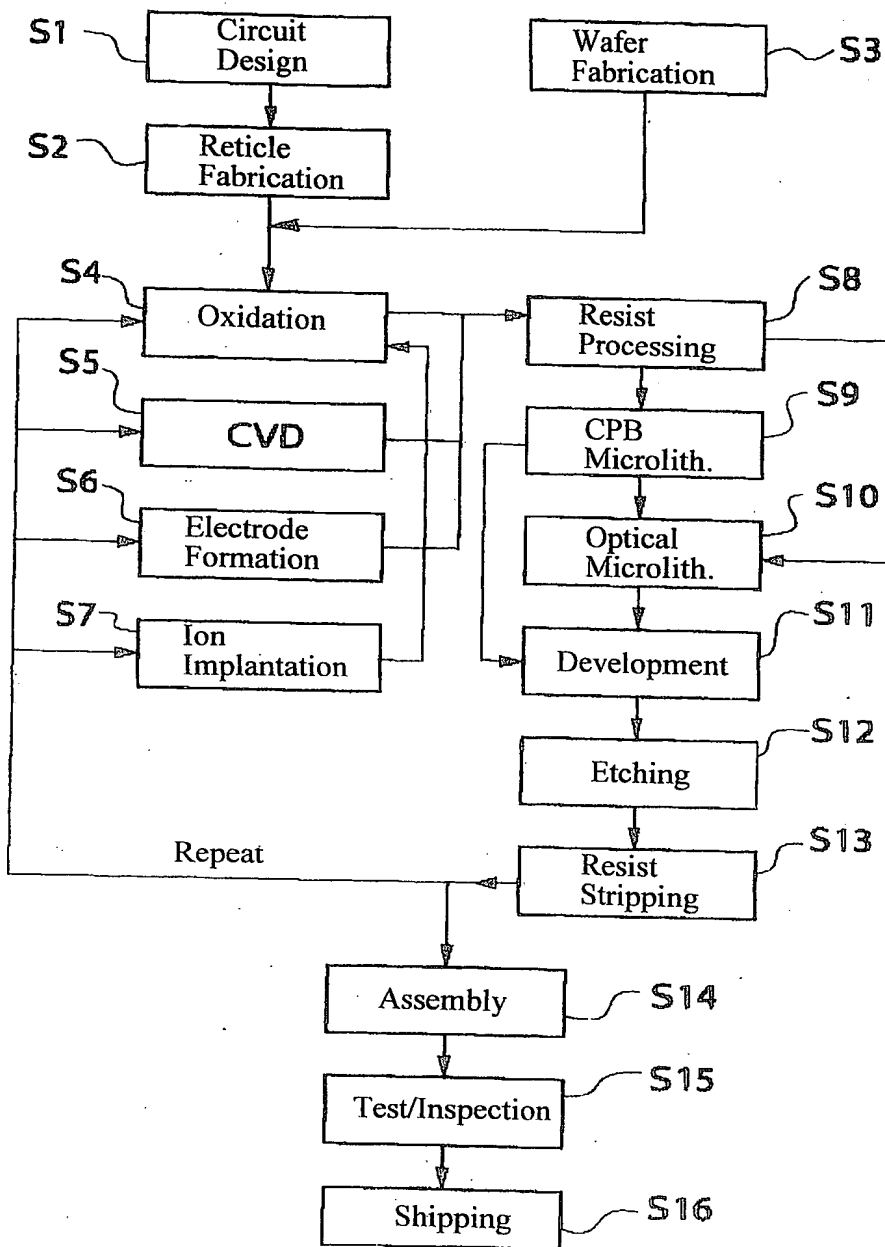 S1
Circuit
Design
Wafer
Fabrication
S3
S2
Reticle
Fabrication
S4
Oxidation
Resist
Processing
S8
S5
CVD
CPB
Microlith.
S9
S6
Electrode
Formation
Optical
Microlith.
S10
S7
Ion
Implantation
Development
S11
Etching
S12
Repeat
Resist
Stripping
S13
Assembly
S14
Test/Inspection
S15
Shipping
S16